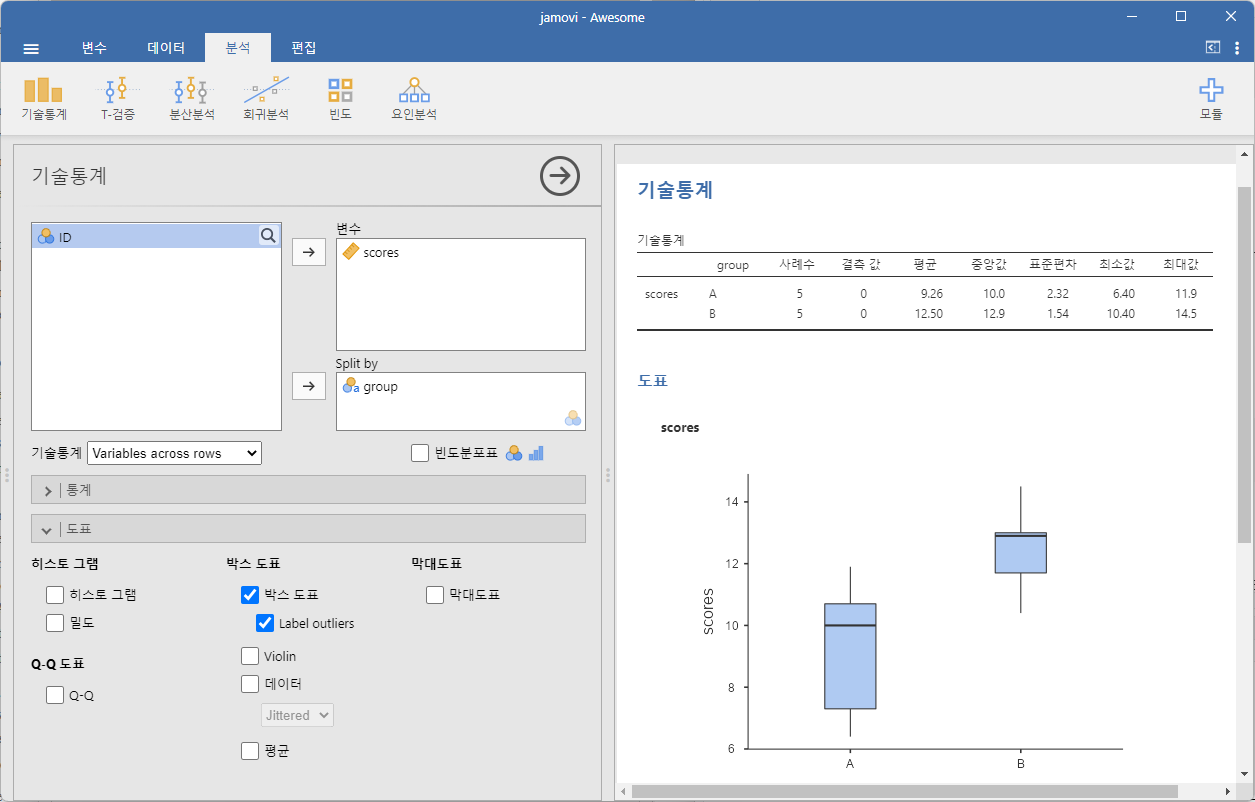 jamovi - Awesome
변수 데이터 분석 편집
기술통계 T-검증 분산분석 회귀분석 빈도 요인분석 모듈
기술통계
ID
변수
scores
Split by
a group
기술통계 Variables across rows 빈도분포표
통계
도표
히스토 그램 박스 도표 막대도표
히스토 그램 박스 도표 막대도표
밀도 Label outliers
Violin
Q-Q 도표
데이터
Q-Q
Jittered
평균
기술통계
기술통계
group 사례수 결측 값 평균 중앙값 표준편차 최소값 최대값
scores A 5 0 9.26 10.0 2.32 6.40 11.9
B 5 0 12.50 12.9 1.54 10.40 14.5
도표
scores
14
12
10
8
6
scores
A B